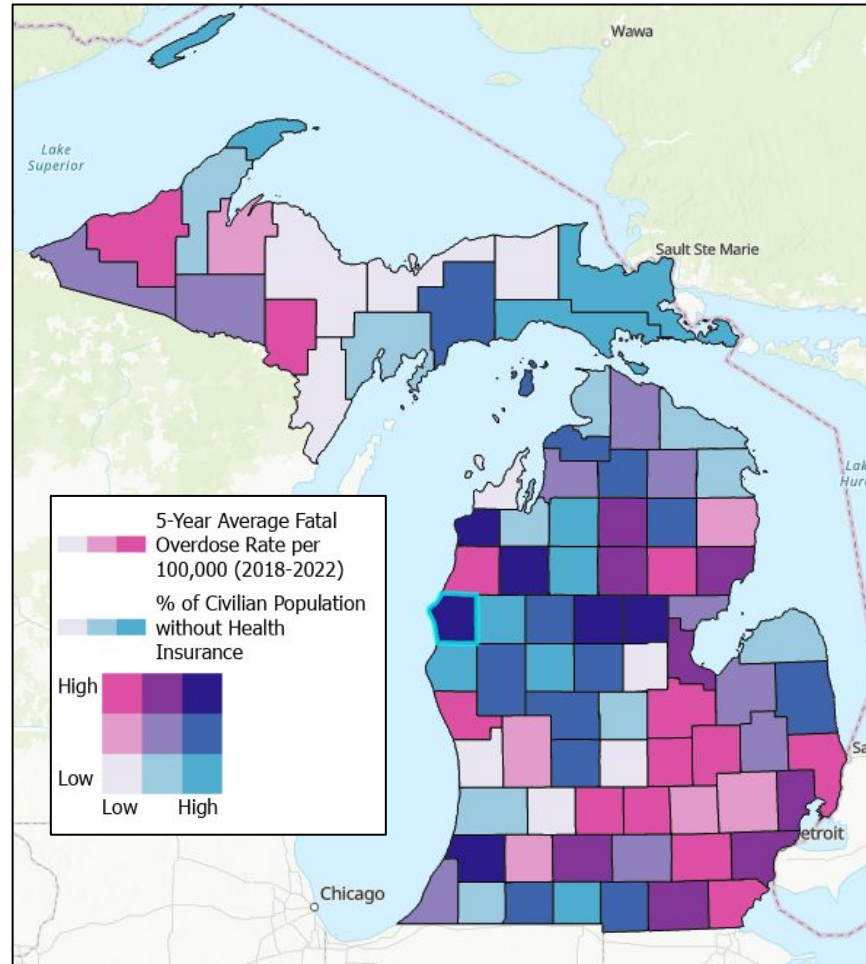 Wawa
Lake
Superior
Sault Ste Marie
Lak
Hur
5-Year Average Fatal
Overdose Rate per
100,000 (2018-2022)
% of Civilian Population
without Health
Insurance
High
Low
Low
High
Sa
etroit
Chicago